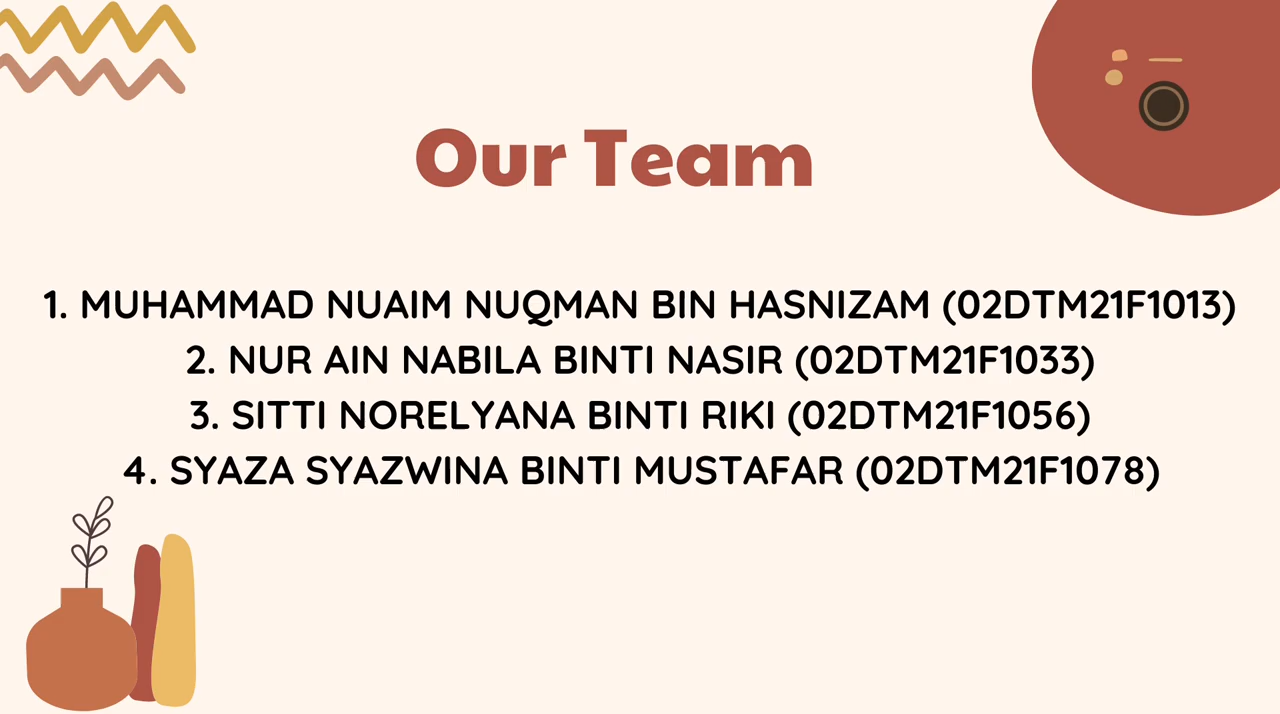 Our Team
1. MUHAMMAD NUAIM NUQMAN BIN HASNIZAM (02DTM21F1013)
2. NUR AIN NABILA BINTI NASIR (02DTM21F1033)
3. SITTI NORELYANA BINTI RIKI (02DTM21F1056)
4. SYAZA SYAZWINA BINTI MUSTAFAR (02DTM21F1078)